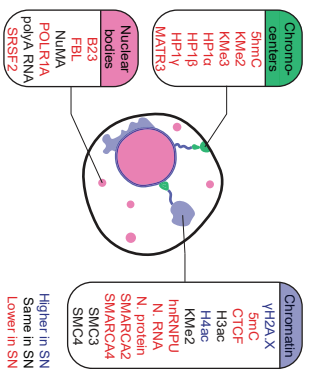 Chromo-
centers
5hmC
KMe2
KMe3
HP1α
HP1β
HP1γ
MATR3
Nuclear
bodies
B23
FBL
POLR1A
NuMA
polyA RNA
SRSF2
Chromatin
γH2A.X
5mC
CTCF
H3ac
H4ac
KMe2
hnRNPU
N. RNA
N. protein
SMARCA2
SMARCA4
SMC3
SMC4
Higher in SN
Same in SN
Lower in SN